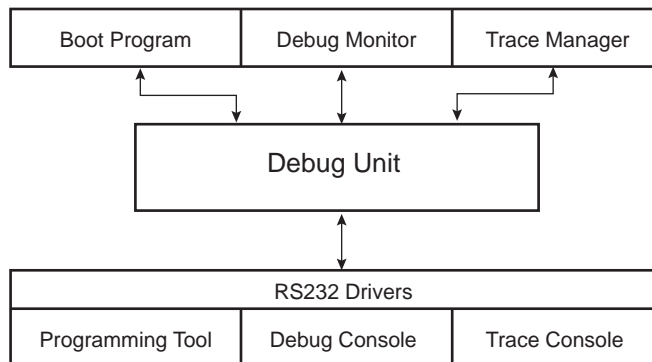 Boot Program
Debug Monitor
Trace Manager
Debug Unit
RS232 Drivers
Programming Tool
Debug Console
Trace Console